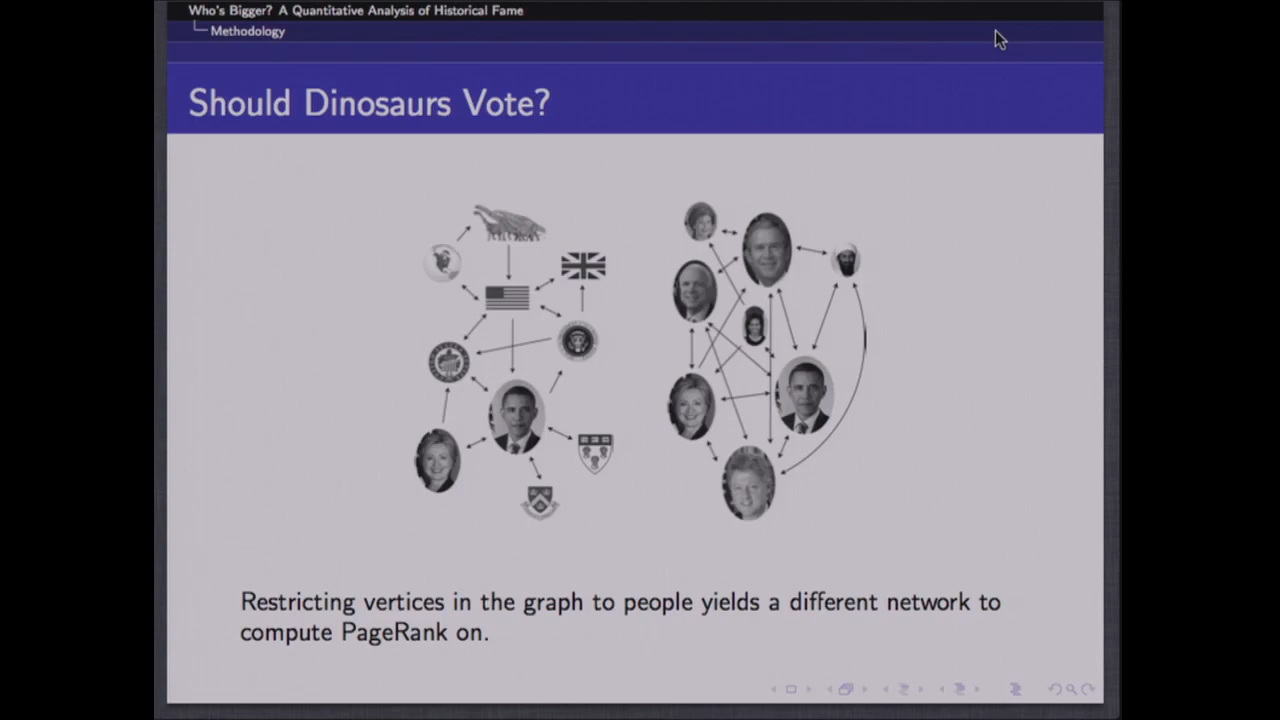 Who's Bigger? A Quantitative Analysis of Historical Fame
Methodology
Should Dinosaurs Vote?
Restricting vertices in the graph to people yields a different network to
compute PageRank on.